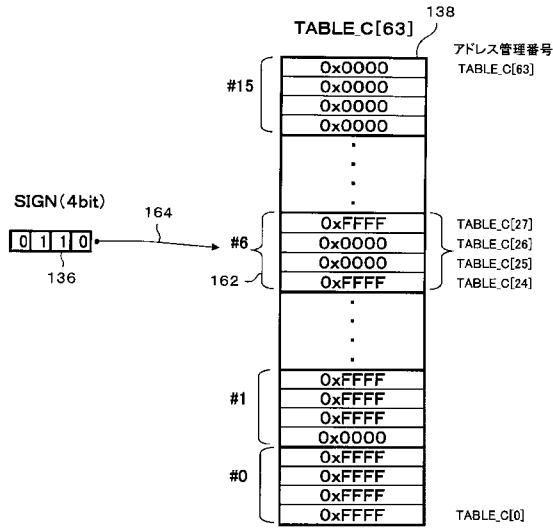 138
TABLE_C[63]
アドレス管理番号
#15
0x0000
TABLE_C[63]
0x0000
0x0000
0x0000
SIGN(4bit)
0 1 1 0
136
164
#6
162
0xFFFF
TABLE_C[27]
0x0000
TABLE_C[26]
0x0000
TABLE_C[25]
0xFFFF
TABLE_C[24]
#1
0xFFFF
0xFFFF
0xFFFF
0x0000
#0
0xFFFF
0xFFFF
0xFFFF
0xFFFF
TABLE_C[0]